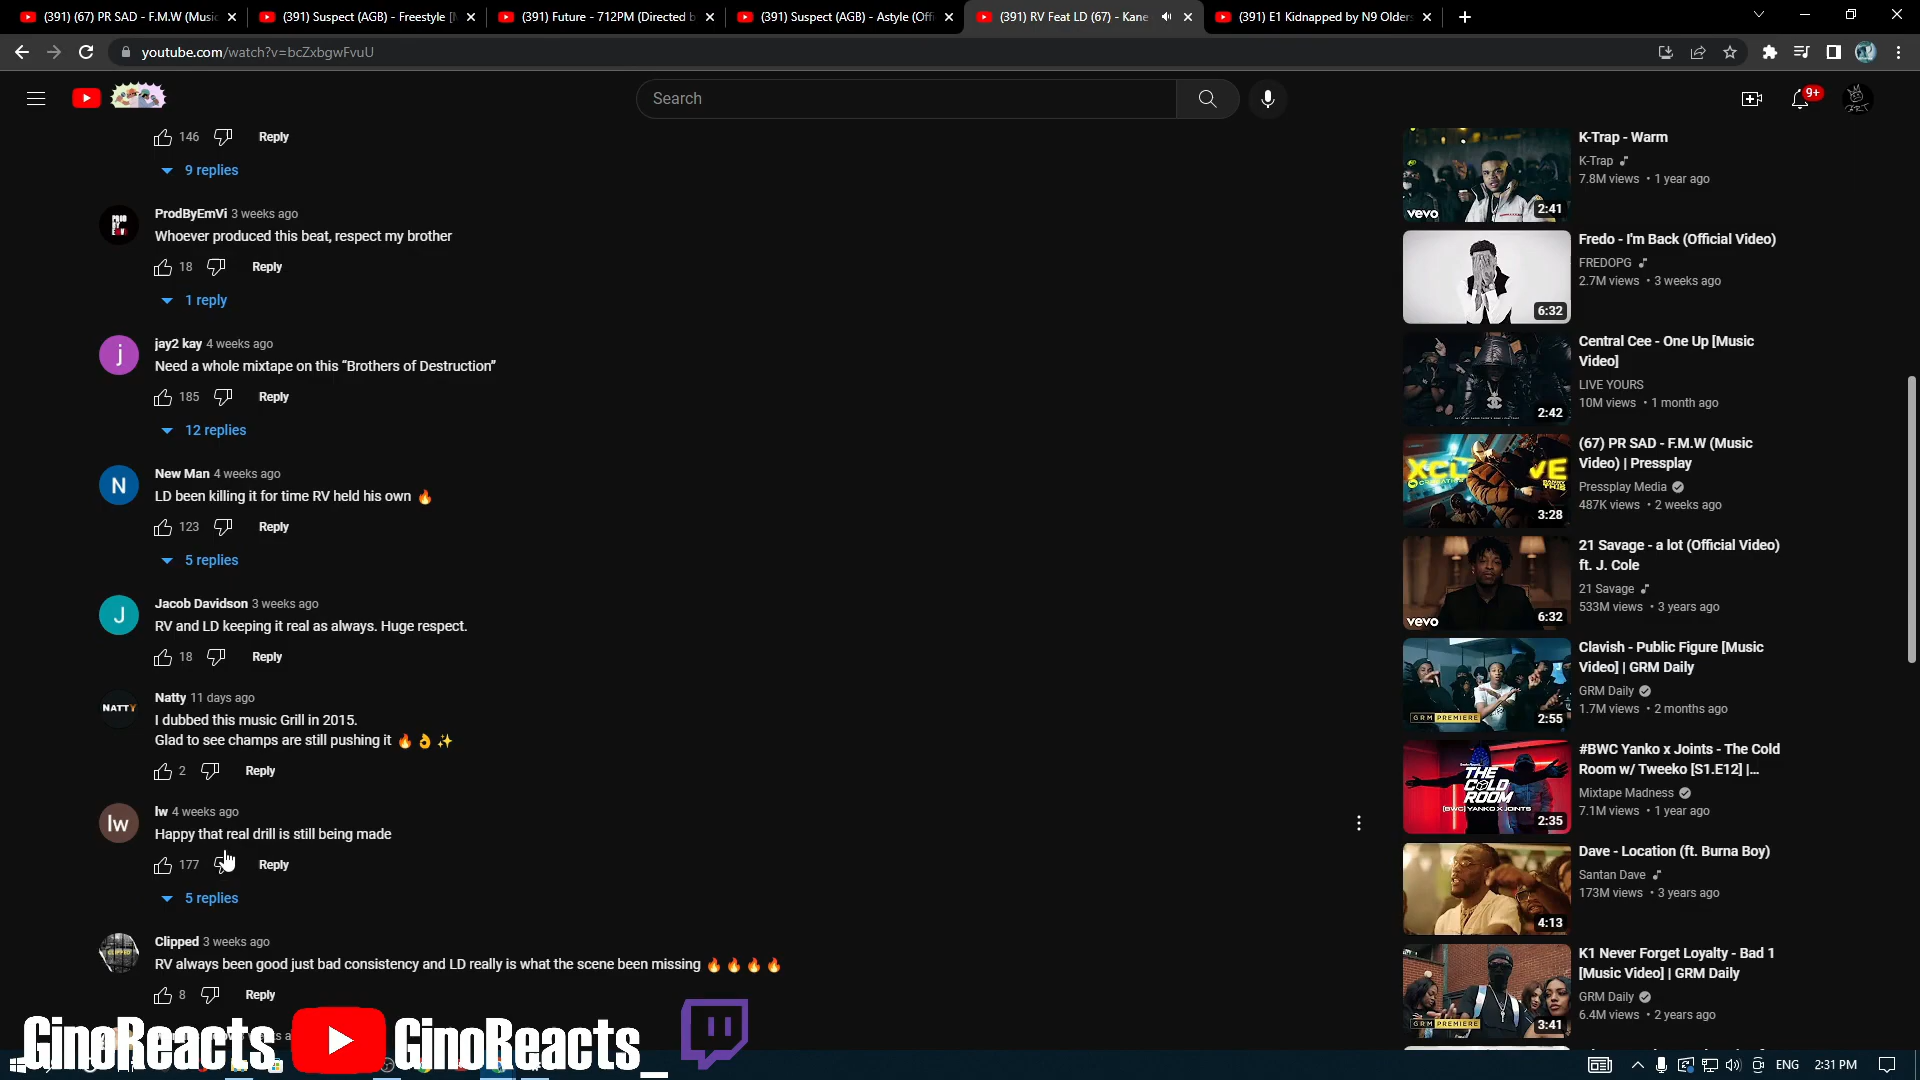 (391) (67) PR SAD - F.M.W (Music
(391) Suspect (AGB) - Freestyle [
(391) Future - 712PM (Directed b
(391) Suspect (AGB) - Astyle (Offi
(391) RV Feat LD (67) - Kane
(391) E1 Kidnapped by N9 Olders
youtube.com/watch?v=bcZxbgwFvuU
Search
9+
146 Reply
9 replies
ProdByEmVi 3 weeks ago
Whoever produced this beat, respect my brother
18 Reply
1 reply
j
jay2 kay 4 weeks ago
Need a whole mixtape on this “Brothers of Destruction”
185 Reply
12 replies
N
New Man 4 weeks ago
LD been killing it for time RV held his own 🔥
123 Reply
5 replies
J
Jacob Davidson 3 weeks ago
RV and LD keeping it real as always. Huge respect.
18 Reply
NATTY
Natty 11 days ago
I dubbed this music Grill in 2015.
Glad to see champs are still pushing it 🔥👌✨
2 Reply
lw
lw 4 weeks ago
Happy that real drill is still being made
177 Reply
5 replies
Clipped 3 weeks ago
RV always been good just bad consistency and LD really is what the scene been missing 🔥🔥🔥🔥
8 Reply
GinoReacts
GinoReacts_
K-Trap - Warm
K-Trap
7.8M views • 1 year ago
vevo
2:41
Fredo - I'm Back (Official Video)
FREDOPG
2.7M views • 3 weeks ago
6:32
Central Cee - One Up [Music
Video]
LIVE YOURS
10M views • 1 month ago
2:42
(67) PR SAD - F.M.W (Music
Video) | Pressplay
Pressplay Media
487K views • 2 weeks ago
3:28
21 Savage - a lot (Official Video)
ft. J. Cole
21 Savage
533M views • 3 years ago
vevo
6:32
Clavish - Public Figure [Music
Video] | GRM Daily
GRM Daily
1.7M views • 2 months ago
GRM PREMIERE
2:55
#BWC Yanko x Joints - The Cold
Room w/ Tweeko [S1.E12] |...
Mixtape Madness
7.1M views • 1 year ago
THE
COLD
ROOM
(BWC) YANKO X JOINTS
2:35
Dave - Location (ft. Burna Boy)
Santan Dave
173M views • 3 years ago
4:13
K1 Never Forget Loyalty - Bad 1
[Music Video] | GRM Daily
GRM Daily
6.4M views • 2 years ago
GRM PREMIERE
3:41
ENG
2:31 PM